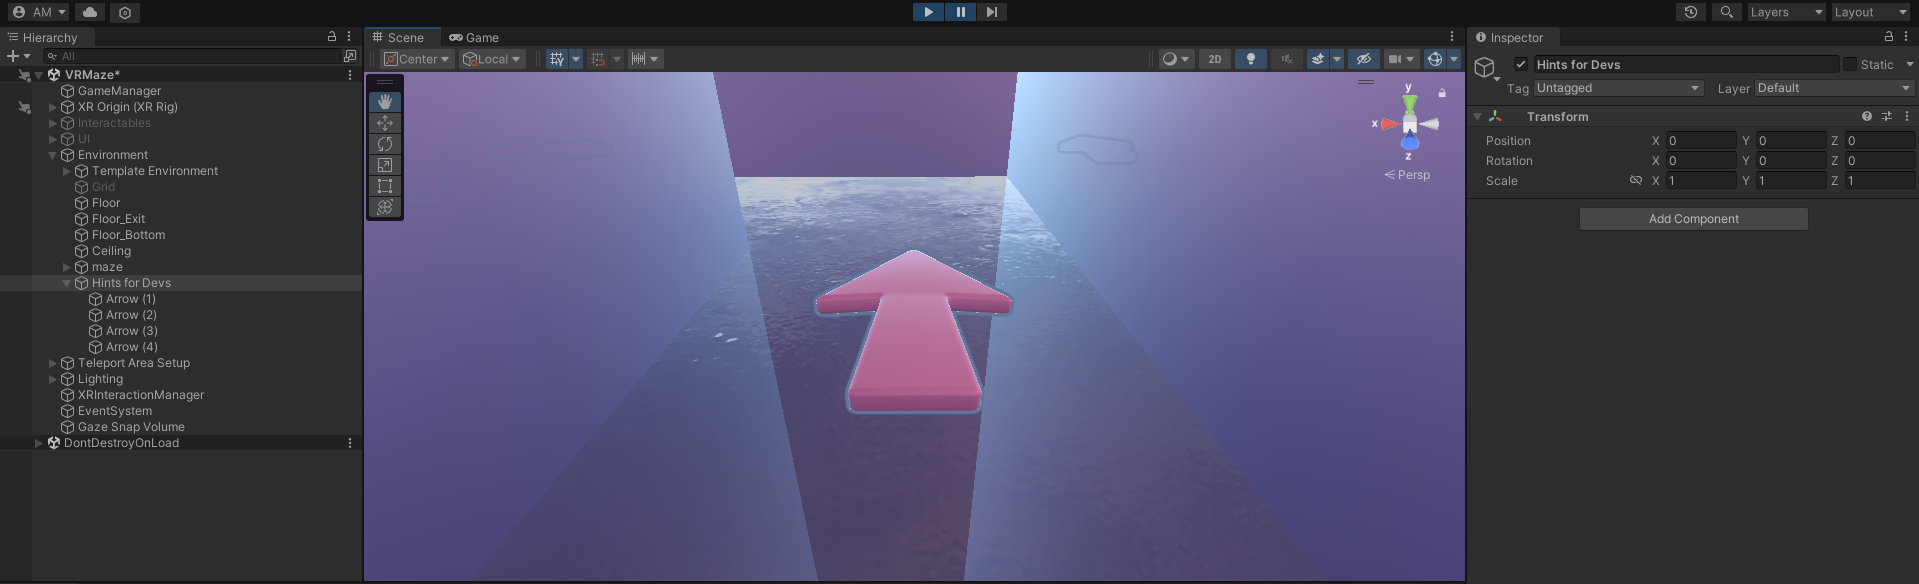 AM
Layers
Layout
Hierarchy
All
VRMaze*
GameManager
XR Origin (XR Rig)
Interactables
UI
Environment
Template Environment
Grid
Floor
Floor_Exit
Floor_Bottom
Ceiling
maze
Hints for Devs
Arrow (1)
Arrow (2)
Arrow (3)
Arrow (4)
Teleport Area Setup
Lighting
XRInteractionManager
EventSystem
Gaze Snap Volume
DontDestroyOnLoad
Scene Game
Center Local 2D
y
x
z
Persp
Inspector
Hints for Devs Static
Tag Untagged Layer Default
Transform
Position X 0 Y 0 Z 0
Rotation X 0 Y 0 Z 0
Scale X 1 Y 1 Z 1
Add Component